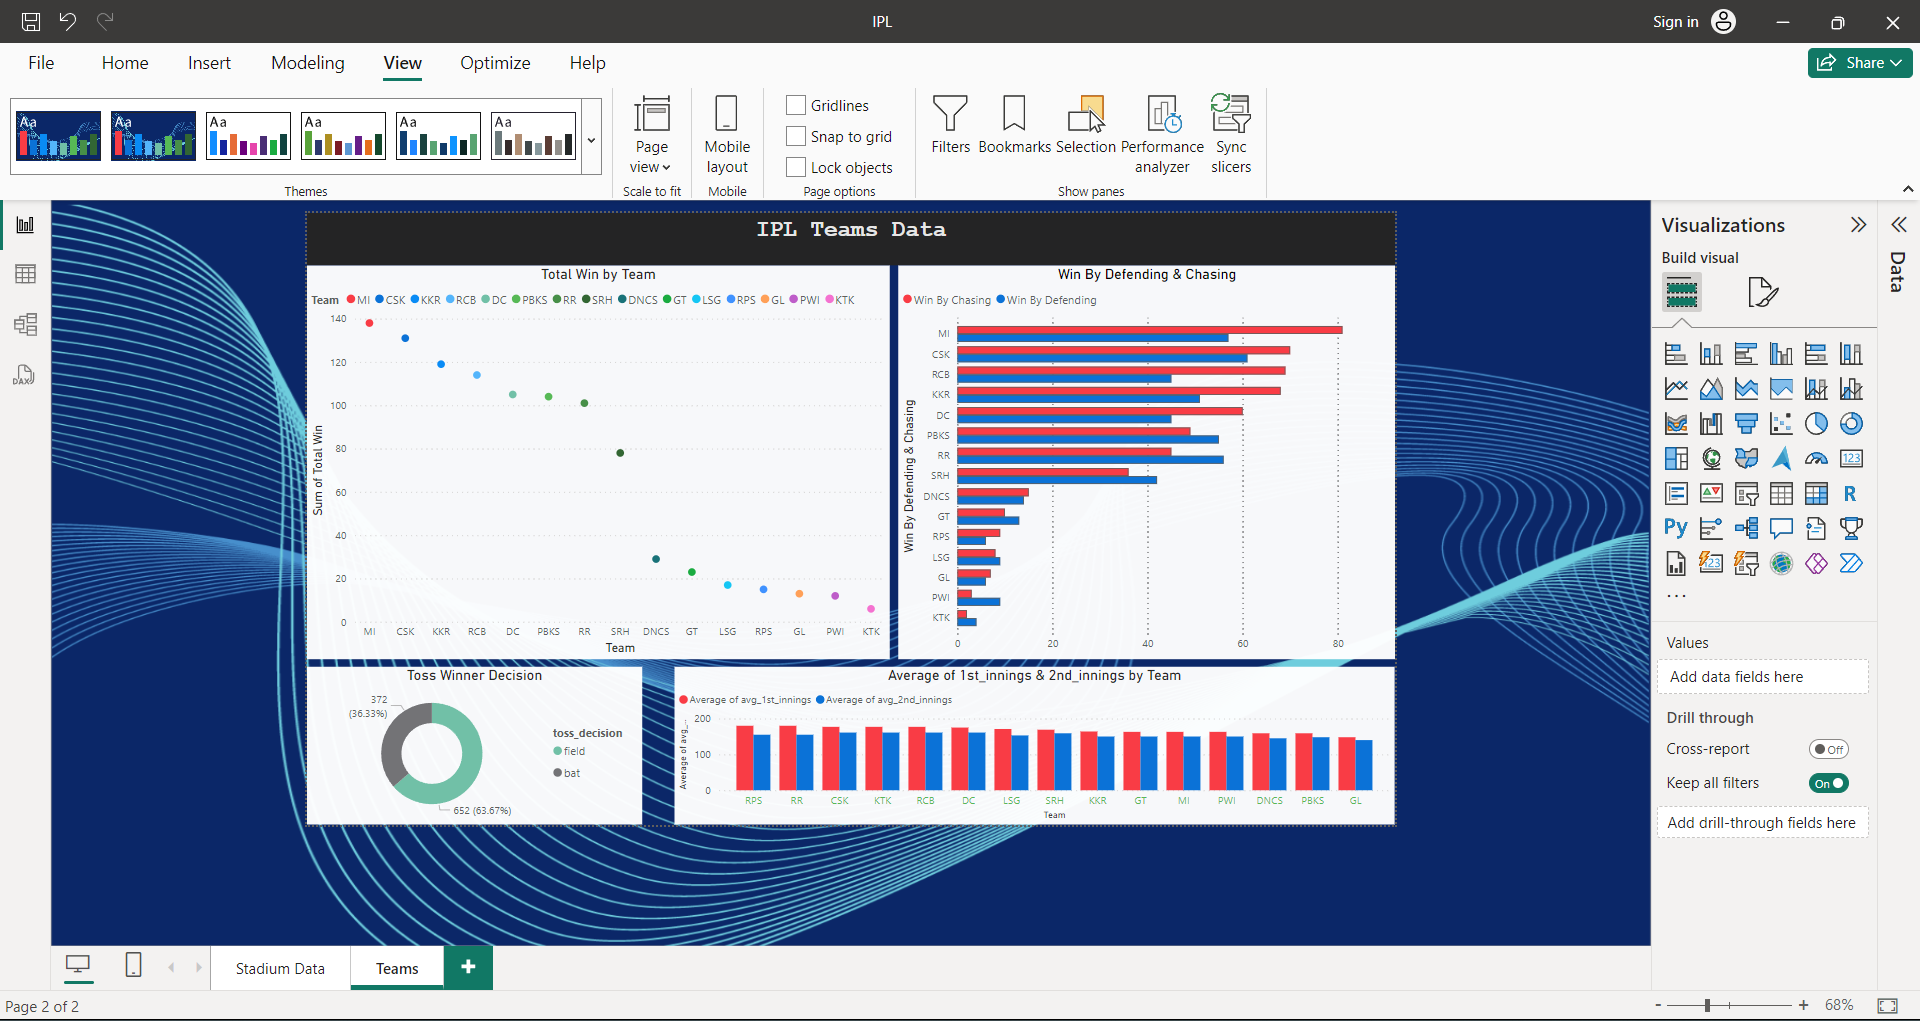 IPL
Sign in
File Home Insert Modeling View Optimize Help
Share
Aa Aa Aa Aa Aa Aa
Themes
Page view
Scale to fit
Mobile layout
Mobile
Gridlines
Snap to grid
Lock objects
Page options
Filters
Bookmarks
Selection
Performance analyzer
Sync slicers
Show panes
DAX
IPL Teams Data
Total Win by Team
Team MI CSK KKR RCB DC PBKS RR SRH DNCS GT LSG RPS GL PWI KTK
Sum of Total Win
140
120
100
80
60
40
20
0
MI CSK KKR RCB DC PBKS RR SRH DNCS GT LSG RPS GL PWI KTK
Team
Win By Defending & Chasing
Win By Chasing Win By Defending
Win By Defending & Chasing
MI
CSK
RCB
KKR
DC
PBKS
RR
SRH
DNCS
GT
RPS
LSG
GL
PWI
KTK
0 20 40 60 80
Toss Winner Decision
372
(36.33%)
652 (63.67%)
toss_decision
field
bat
Average of 1st_innings & 2nd_innings by Team
Average of avg_1st_innings Average of avg_2nd_innings
Average of avg_...
200
100
0
RPS RR CSK KTK RCB DC LSG SRH KKR GT MI PWI DNCS PBKS GL
Team
Visualizations
Build visual
123
R
Py
123
...
Values
Add data fields here
Drill through
Cross-report Off
Keep all filters On
Add drill-through fields here
Data
Stadium Data
Teams
+
Page 2 of 2
- + 68%